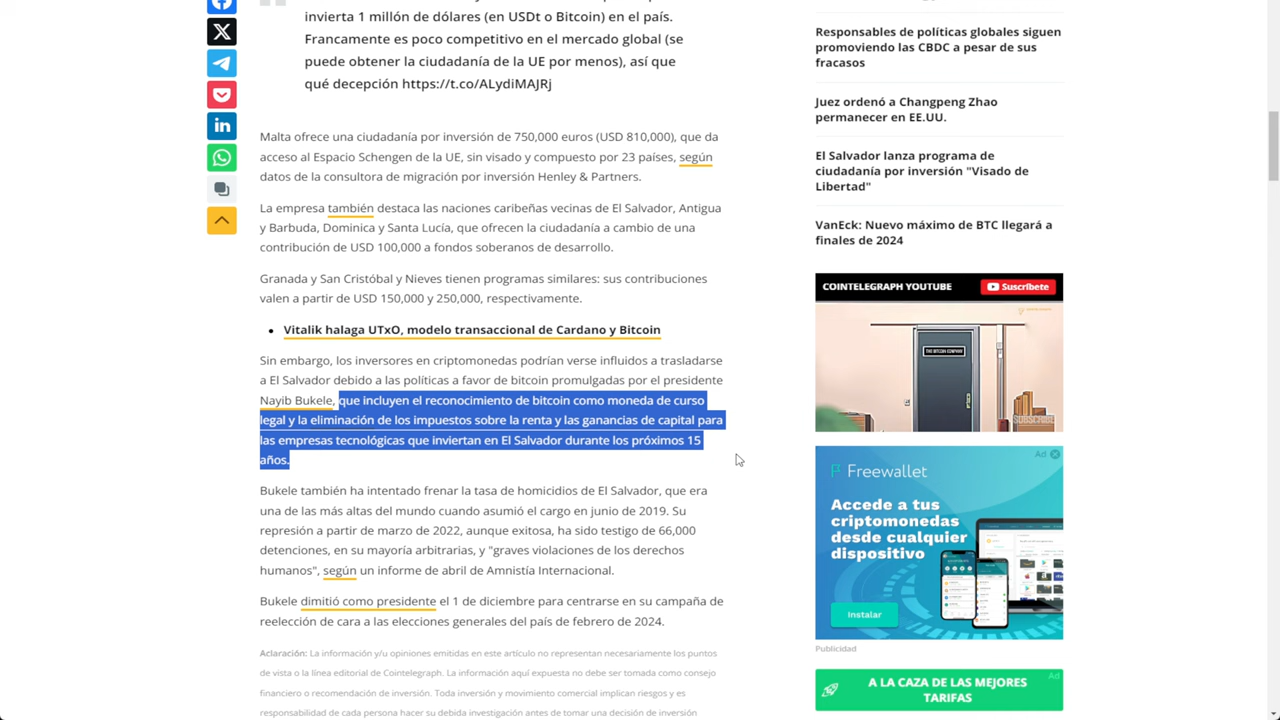 invierta 1 millón de dólares (en USDt o Bitcoin) en el país.
Francamente es poco competitivo en el mercado global (se
puede obtener la ciudadanía de la UE por menos), así que
qué decepción https://t.co/ALydiMAJRj
Malta ofrece una ciudadanía por inversión de 750,000 euros (USD 810,000), que da
acceso al Espacio Schengen de la UE, sin visado y compuesto por 23 países, según
datos de la consultora de migración por inversión Henley & Partners.
La empresa también destaca las naciones caribeñas vecinas de El Salvador, Antigua
y Barbuda, Dominica y Santa Lucía, que ofrecen la ciudadanía a cambio de una
contribución de USD 100,000 a fondos soberanos de desarrollo.
Granada y San Cristóbal y Nieves tienen programas similares: sus contribuciones
valen a partir de USD 150,000 y 250,000, respectivamente.
• Vitalik halaga UTxO, modelo transaccional de Cardano y Bitcoin
Sin embargo, los inversores en criptomonedas podrían verse influidos a trasladarse
a El Salvador debido a las políticas a favor de bitcoin promulgadas por el presidente
Nayib Bukele, que incluyen el reconocimiento de bitcoin como moneda de curso
legal y la eliminación de los impuestos sobre la renta y las ganancias de capital para
las empresas tecnológicas que inviertan en El Salvador durante los próximos 15
años.
Bukele también ha intentado frenar la tasa de homicidios de El Salvador, que era
una de las más altas del mundo cuando asumió el cargo en junio de 2019. Su
represión a partir de marzo de 2022, aunque exitosa, ha sido testigo de 66,000
detenciones, en su mayoría arbitrarias, y "graves violaciones de los derechos
humanos", según un informe de abril de Amnistía Internacional.
Bukele dimitió como presidente el 1 de diciembre para centrarse en su campaña de
reelección de cara a las elecciones generales del país de febrero de 2024.
Aclaración: La información y/u opiniones emitidas en este artículo no representan necesariamente los puntos
de vista o la línea editorial de Cointelegraph. La información aquí expuesta no debe ser tomada como consejo
financiero o recomendación de inversión. Toda inversión y movimiento comercial implican riesgos y es
responsabilidad de cada persona hacer su debida investigación antes de tomar una decisión de inversión
Responsables de políticas globales siguen
promoviendo las CBDC a pesar de sus
fracasos
Juez ordenó a Changpeng Zhao
permanecer en EE.UU.
El Salvador lanza programa de
ciudadanía por inversión "Visado de
Libertad"
VanEck: Nuevo máximo de BTC llegará a
finales de 2024
COINTELEGRAPH YOUTUBE
Suscríbete
THE BITCOIN COMPANY
SUBSCRIBE
Ad
Freewallet
Accede a tus
criptomonedas
desde cualquier
dispositivo
Instalar
Publicidad
Ad
A LA CAZA DE LAS MEJORES
TARIFAS